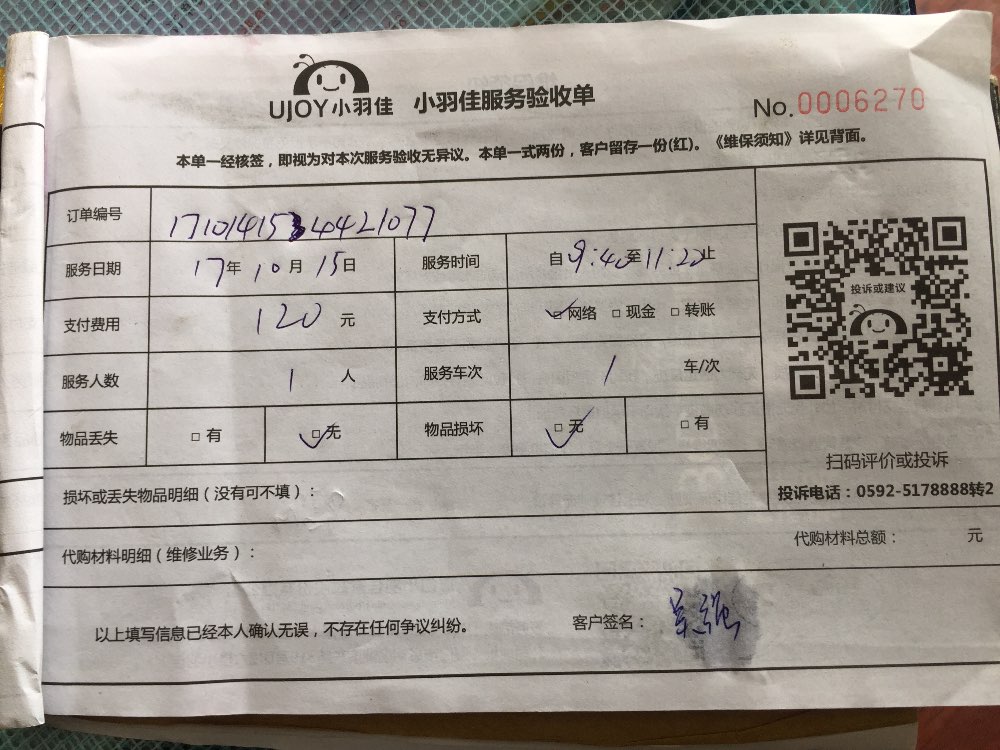 UJOY小羽佳 小羽佳服务验收单
No.0006270
本单一经核签，即视为对本次服务验收无异议。本单一式两份，客户留存一份(红)。《维保须知》详见背面。
订单编号 1710141534421077
服务日期 17年10月15日 服务时间 自9:40至11:20止
支付费用 120元 支付方式 ☑网络 □现金 □转账
服务人数 1人 服务车次 1 车/次
物品丢失 □有 ☑无 物品损坏 ☑无 □有
投诉或建议
扫码评价或投诉
投诉电话：0592-5178888转2
损坏或丢失物品明细（没有可不填）：
代购材料明细（维修业务）： 代购材料总额： 元
以上填写信息已经本人确认无误，不存在任何争议纠纷。 客户签名：